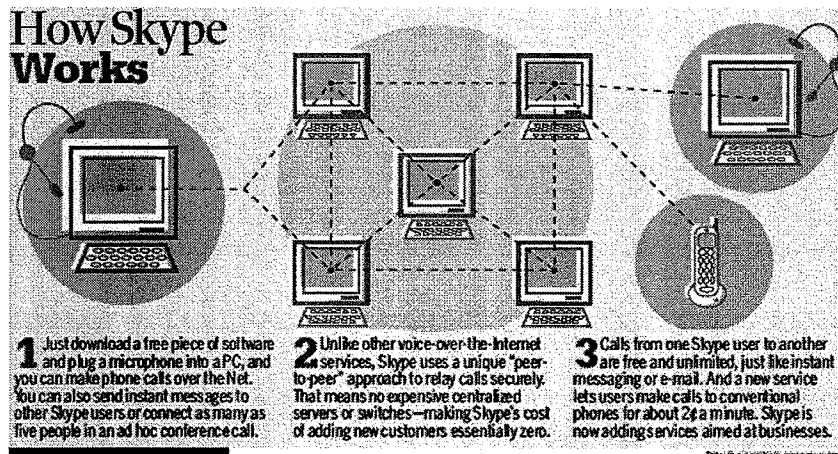 How Skype
Works
1 Just download a free piece of software
and plug a microphone into a PC, and
you can make phone calls over the Net.
You can also send instant messages to
other Skype users or connect as many as
five people in an ad hoc conference call.
2 Unlike other voice-over-the-Internet
services, Skype uses a unique "peer-
to-peer" approach to relay calls securely.
That means no expensive centralized
servers or switches—making Skype's cost
of adding new customers essentially zero.
3 Calls from one Skype user to another
are free and unlimited, just like instant
messaging or e-mail. And a new service
lets users make calls to conventional
phones for about 2¢ a minute. Skype is
now adding services aimed at businesses.